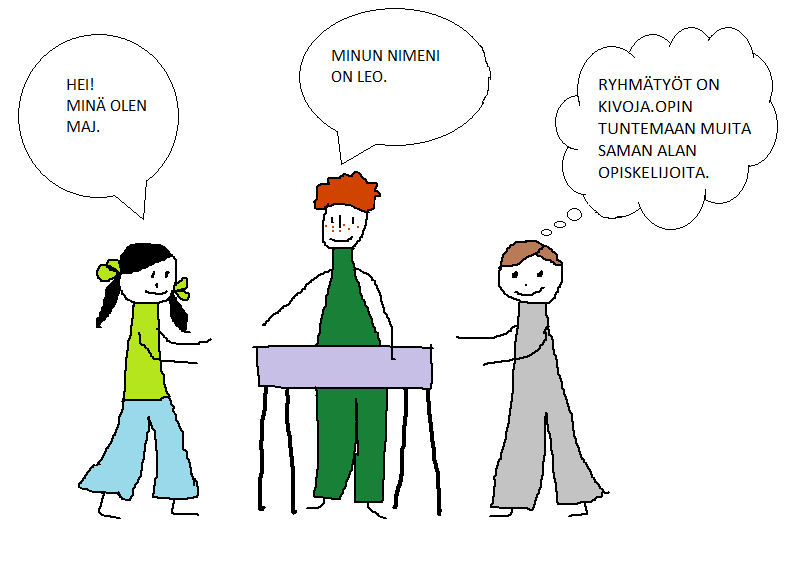 HEI!
MINÄ OLEN
MAJ.
MINUN NIMENI
ON LEO.
RYHMÄTYÖT ON
KIVOJA.OPIN
TUNTEMAAN MUITA
SAMAN ALAN
OPISKELIJOITA.